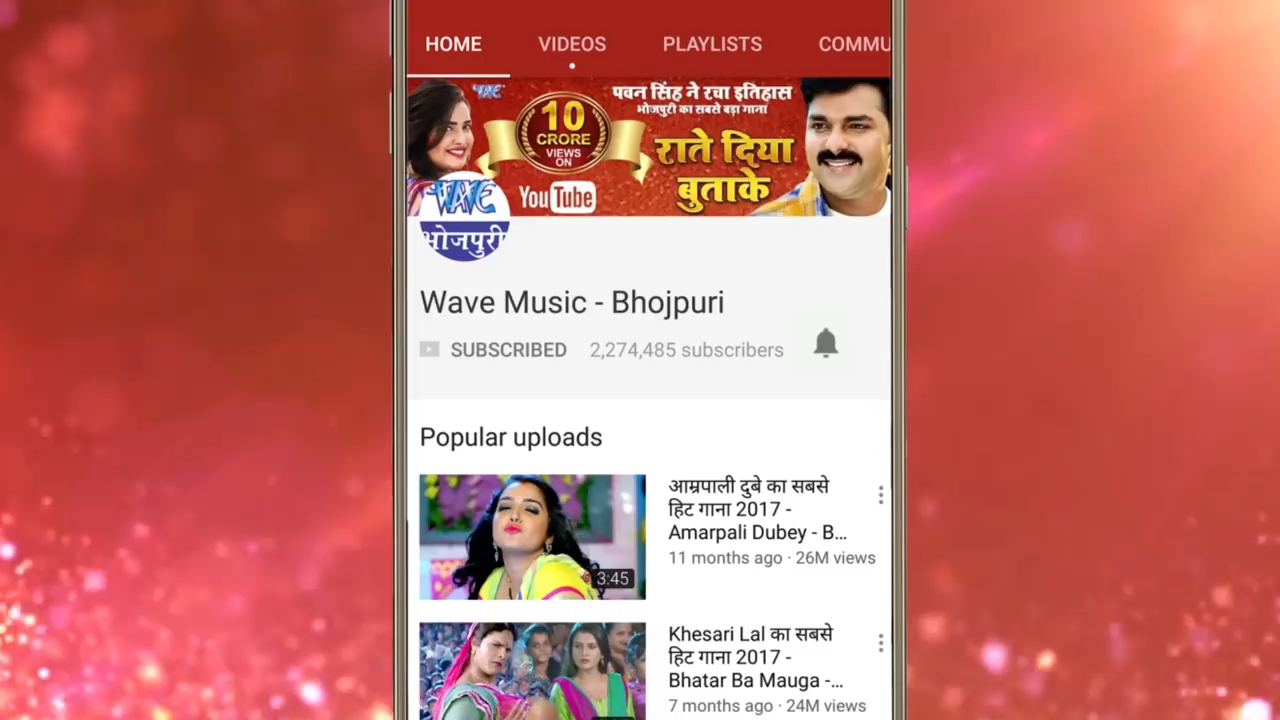 HOME VIDEOS PLAYLISTS COMMU
WAVE
पवन सिंह ने रचा इतिहास
भोजपुरी का सबसे बड़ा गाना
10
CRORE
VIEWS
ON
राते दिया
बुताके
YouTube
WAVE
भोजपुरी
Wave Music - Bhojpuri
SUBSCRIBED 2,274,485 subscribers
Popular uploads
आम्रपाली दुबे का सबसे
हिट गाना 2017 -
Amarpali Dubey - B...
11 months ago · 26M views
3:45
Khesari Lal का सबसे
हिट गाना 2017 -
Bhatar Ba Mauga -...
7 months ago · 24M views